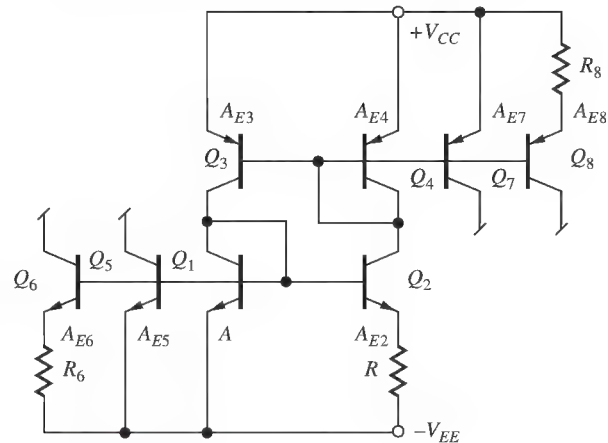 +V_CC
R_8
A_E3
A_E4
A_E7
A_E8
Q_3
Q_4
Q_7
Q_8
Q_6
Q_5
Q_1
Q_2
A_E6
A_E5
A
A_E2
R_6
R
−V_EE